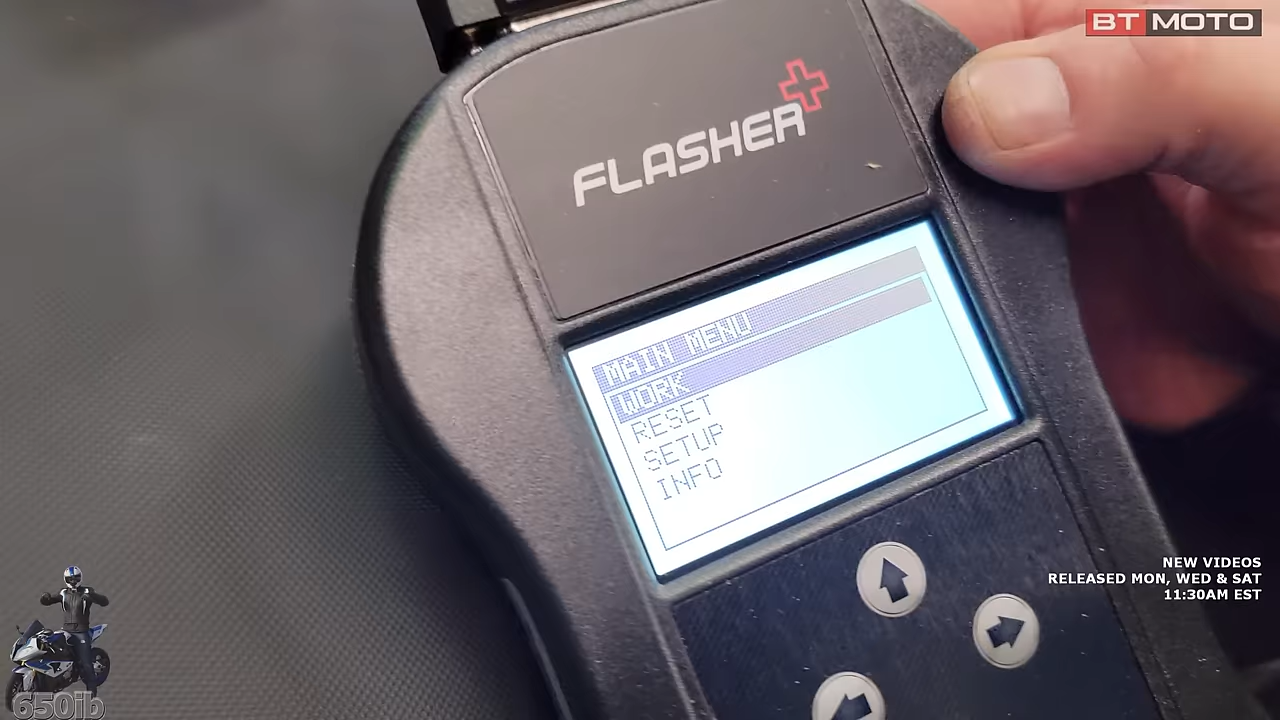 BT MOTO
FLASHER
MAIN MENU
WORK
RESET
SETUP
INFO
NEW VIDEOS
RELEASED MON, WED & SAT
11:30AM EST
650ib